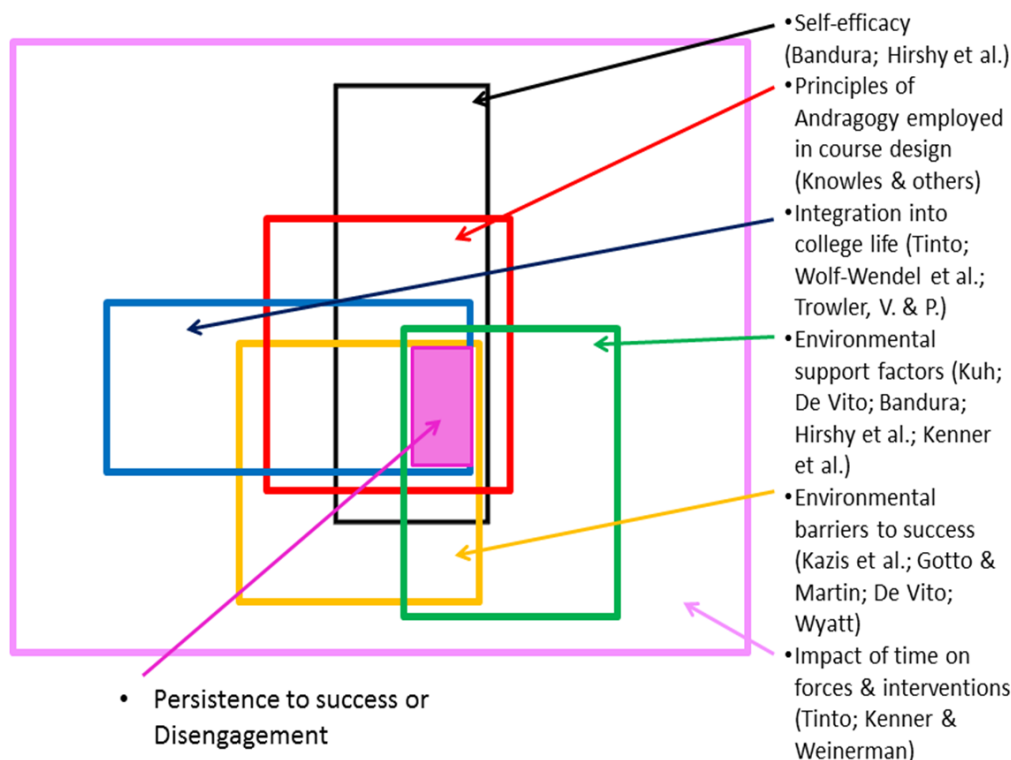 •Self-efficacy
(Bandura; Hirshy et al.)
•Principles of
Andragogy employed
in course design
(Knowles & others)
•Integration into
college life (Tinto;
Wolf-Wendel et al.;
Trowler, V. & P.)
•Environmental
support factors (Kuh;
De Vito; Bandura;
Hirshy et al.; Kenner
et al.)
•Environmental
barriers to success
(Kazis et al.; Gotto &
Martin; De Vito;
Wyatt)
•Impact of time on
forces & interventions
(Tinto; Kenner &
Weinerman)
• Persistence to success or
Disengagement